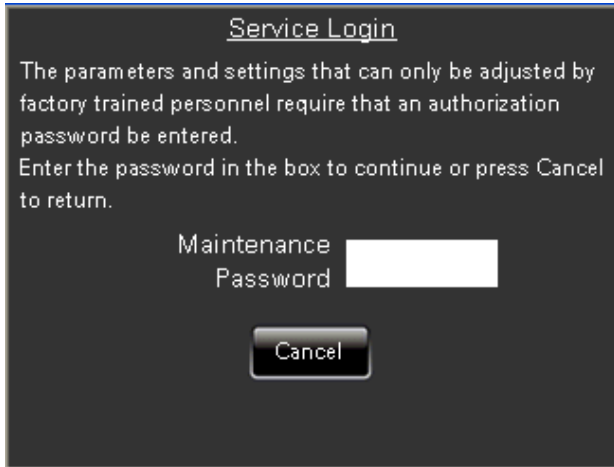 Service Login
The parameters and settings that can only be adjusted by
factory trained personnel require that an authorization
password be entered.
Enter the password in the box to continue or press Cancel
to return.
Maintenance
Password
Cancel